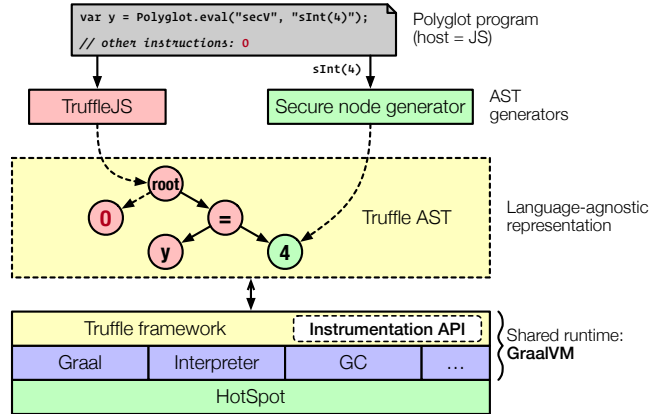 var y = Polyglot.eval("secV", "sInt(4)");
// other instructions: O
Polyglot program
(host = JS)
sInt(4)
TruffleJS
Secure node generator
AST
generators
root
O
=
y
4
Truffle AST
Language-agnostic
representation
Truffle framework
Instrumentation API
Graal
Interpreter
GC
...
HotSpot
Shared runtime:
GraalVM